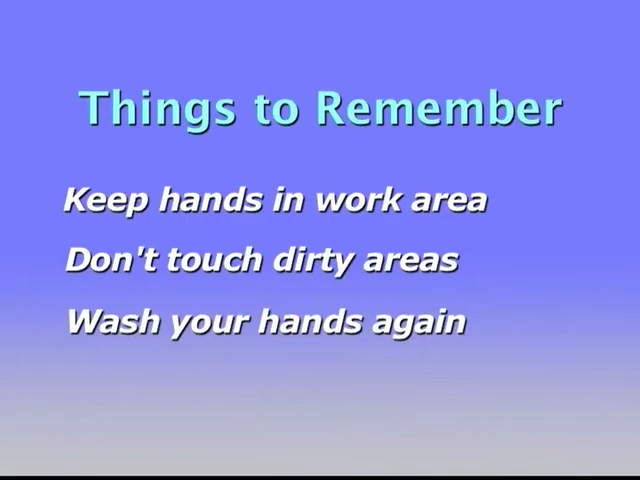 Things to Remember
Keep hands in work area
Don't touch dirty areas
Wash your hands again